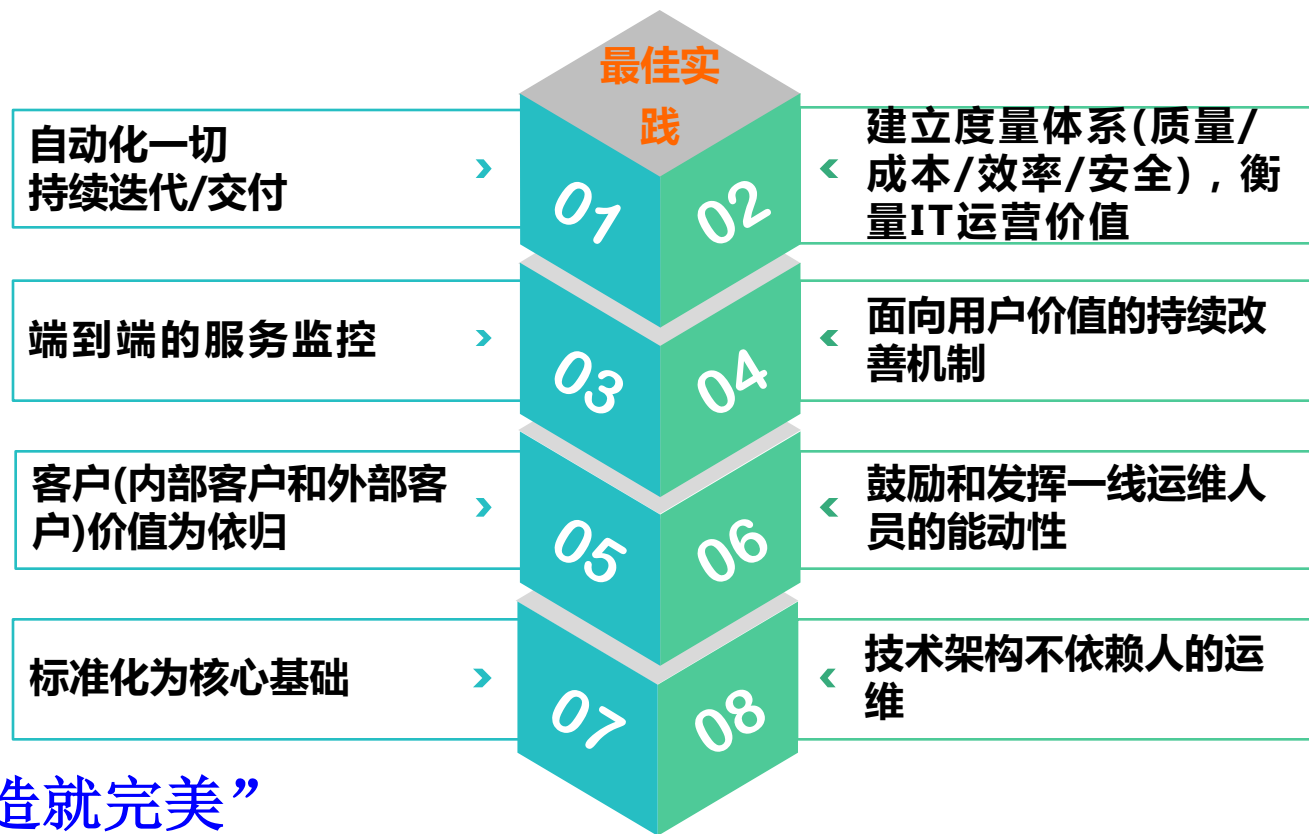 最佳实
践
自动化一切
持续迭代/交付
01
02
建立度量体系(质量/
成本/效率/安全)，衡
量IT运营价值
端到端的服务监控
03
04
面向用户价值的持续改
善机制
客户(内部客户和外部客
户)价值为依归
05
06
鼓励和发挥一线运维人
员的能动性
标准化为核心基础
07
08
技术架构不依赖人的运
维
造就完美”